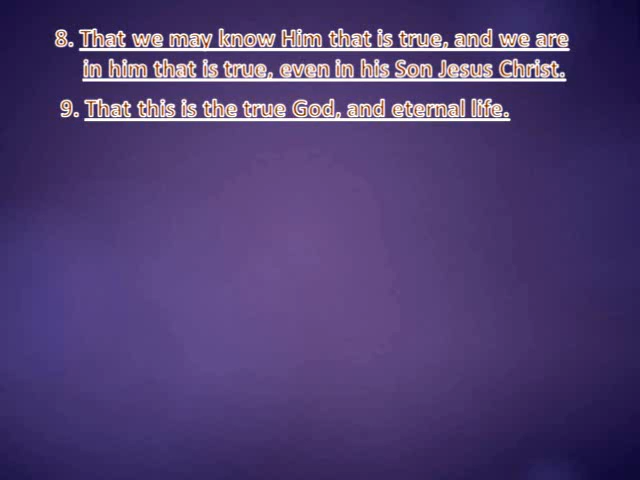 8. That we may know Him that is true, and we are
in him that is true, even in his Son Jesus Christ.
9. That this is the true God, and eternal life.